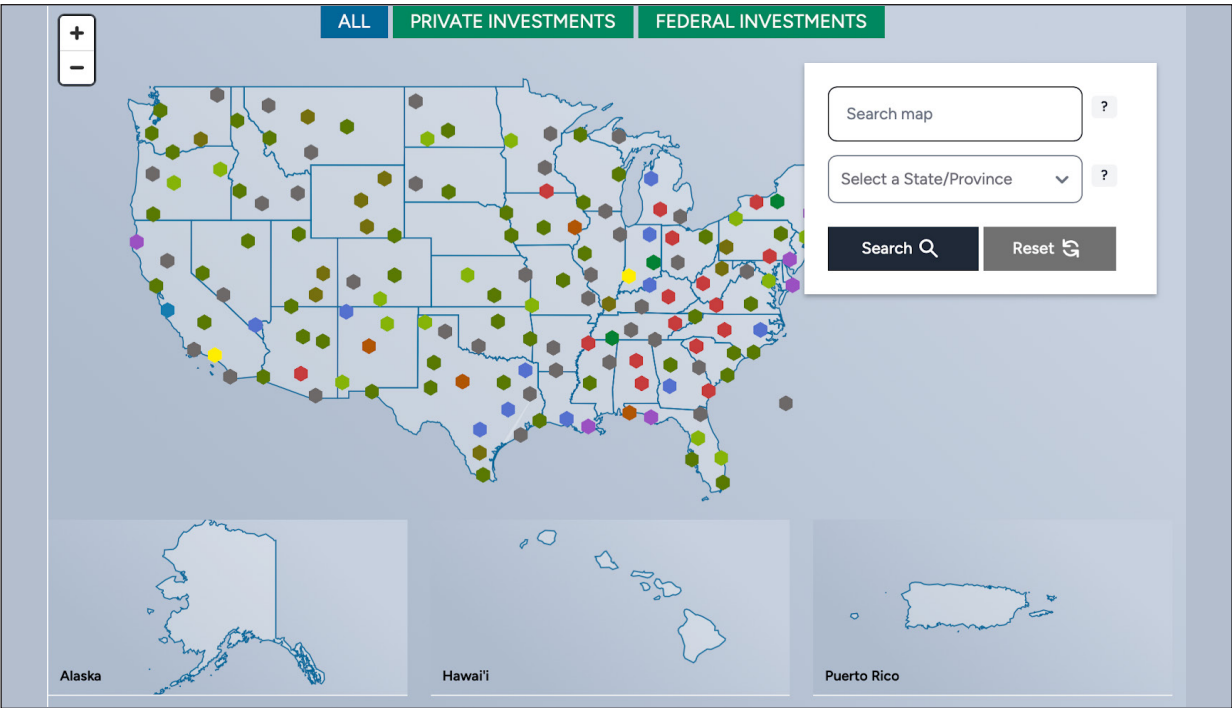 ALL PRIVATE INVESTMENTS FEDERAL INVESTMENTS
+
−
Search map ?
Select a State/Province ?
Search Reset
Alaska Hawai'i Puerto Rico